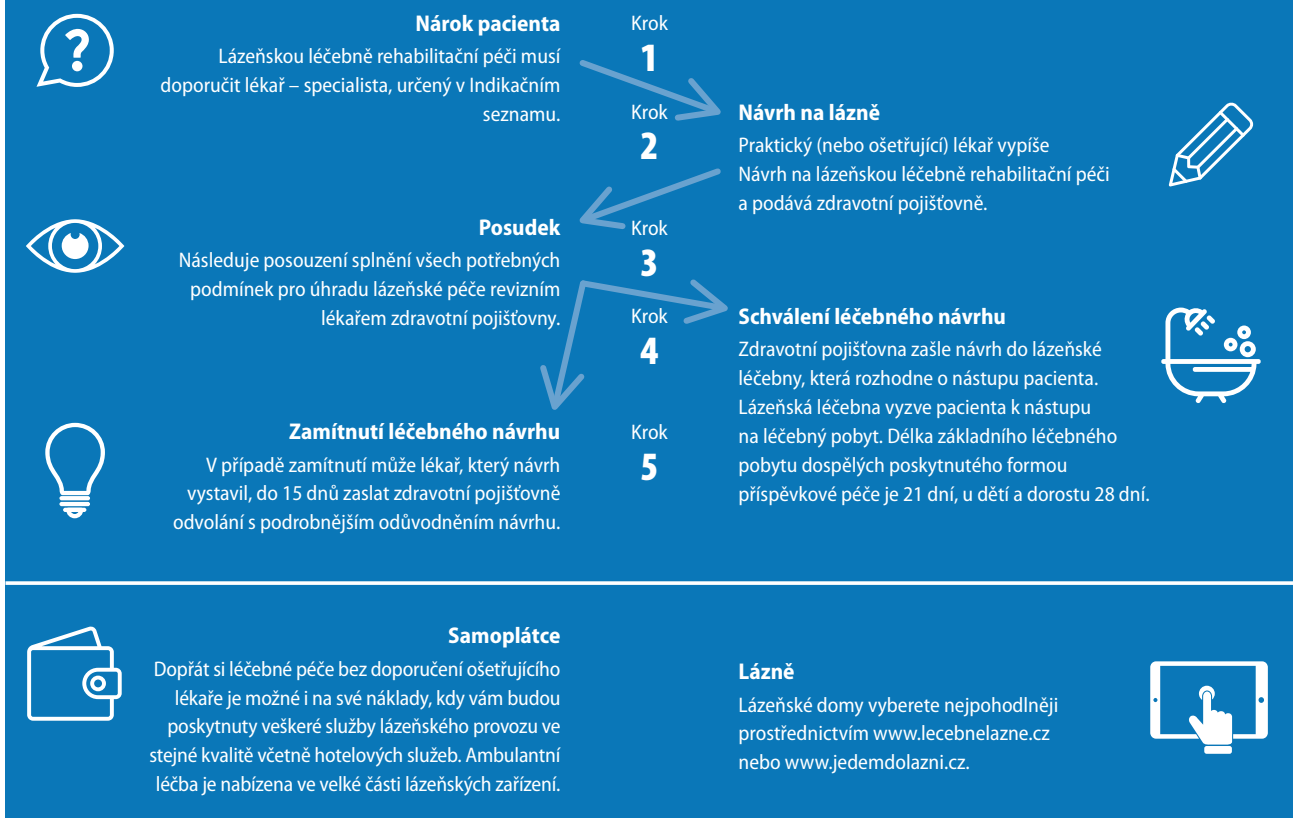 Nárok pacienta
Lázeňskou léčebně rehabilitační péči musí
doporučit lékař – specialista, určený v Indikačním
seznamu.
Krok
1
Krok
2
Návrh na lázně
Praktický (nebo ošetřující) lékař vypíše
Návrh na lázeňskou léčebně rehabilitační péči
a podává zdravotní pojišťovně.
Posudek
Následuje posouzení splnění všech potřebných
podmínek pro úhradu lázeňské péče revizním
lékařem zdravotní pojišťovny.
Krok
3
Krok
4
Schválení léčebného návrhu
Zdravotní pojišťovna zašle návrh do lázeňské
léčebny, která rozhodne o nástupu pacienta.
Lázeňská léčebna vyzve pacienta k nástupu
na léčebný pobyt. Délka základního léčebného
pobytu dospělých poskytnutého formou
příspěvkové péče je 21 dní, u dětí a dorostu 28 dní.
Zamítnutí léčebného návrhu
V případě zamítnutí může lékař, který návrh
vystavil, do 15 dnů zaslat zdravotní pojišťovně
odvolání s podrobnějším odůvodněním návrhu.
Krok
5
Samoplátce
Dopřát si léčebné péče bez doporučení ošetřujícího
lékaře je možné i na své náklady, kdy vám budou
poskytnuty veškeré služby lázeňského provozu ve
stejné kvalitě včetně hotelových služeb. Ambulantní
léčba je nabízena ve velké části lázeňských zařízení.
Lázně
Lázeňské domy vyberete nejpohodlněji
prostřednictvím www.lecebnelazne.cz
nebo www.jedemdolazni.cz.